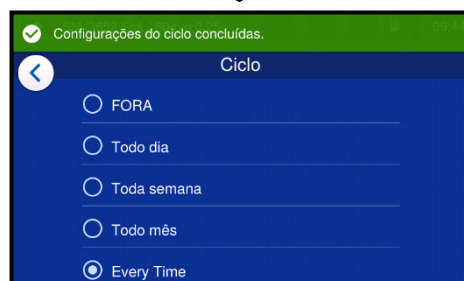 Configurações do ciclo concluídas.
Ciclo
FORA
Todo dia
Toda semana
Todo mês
Every Time